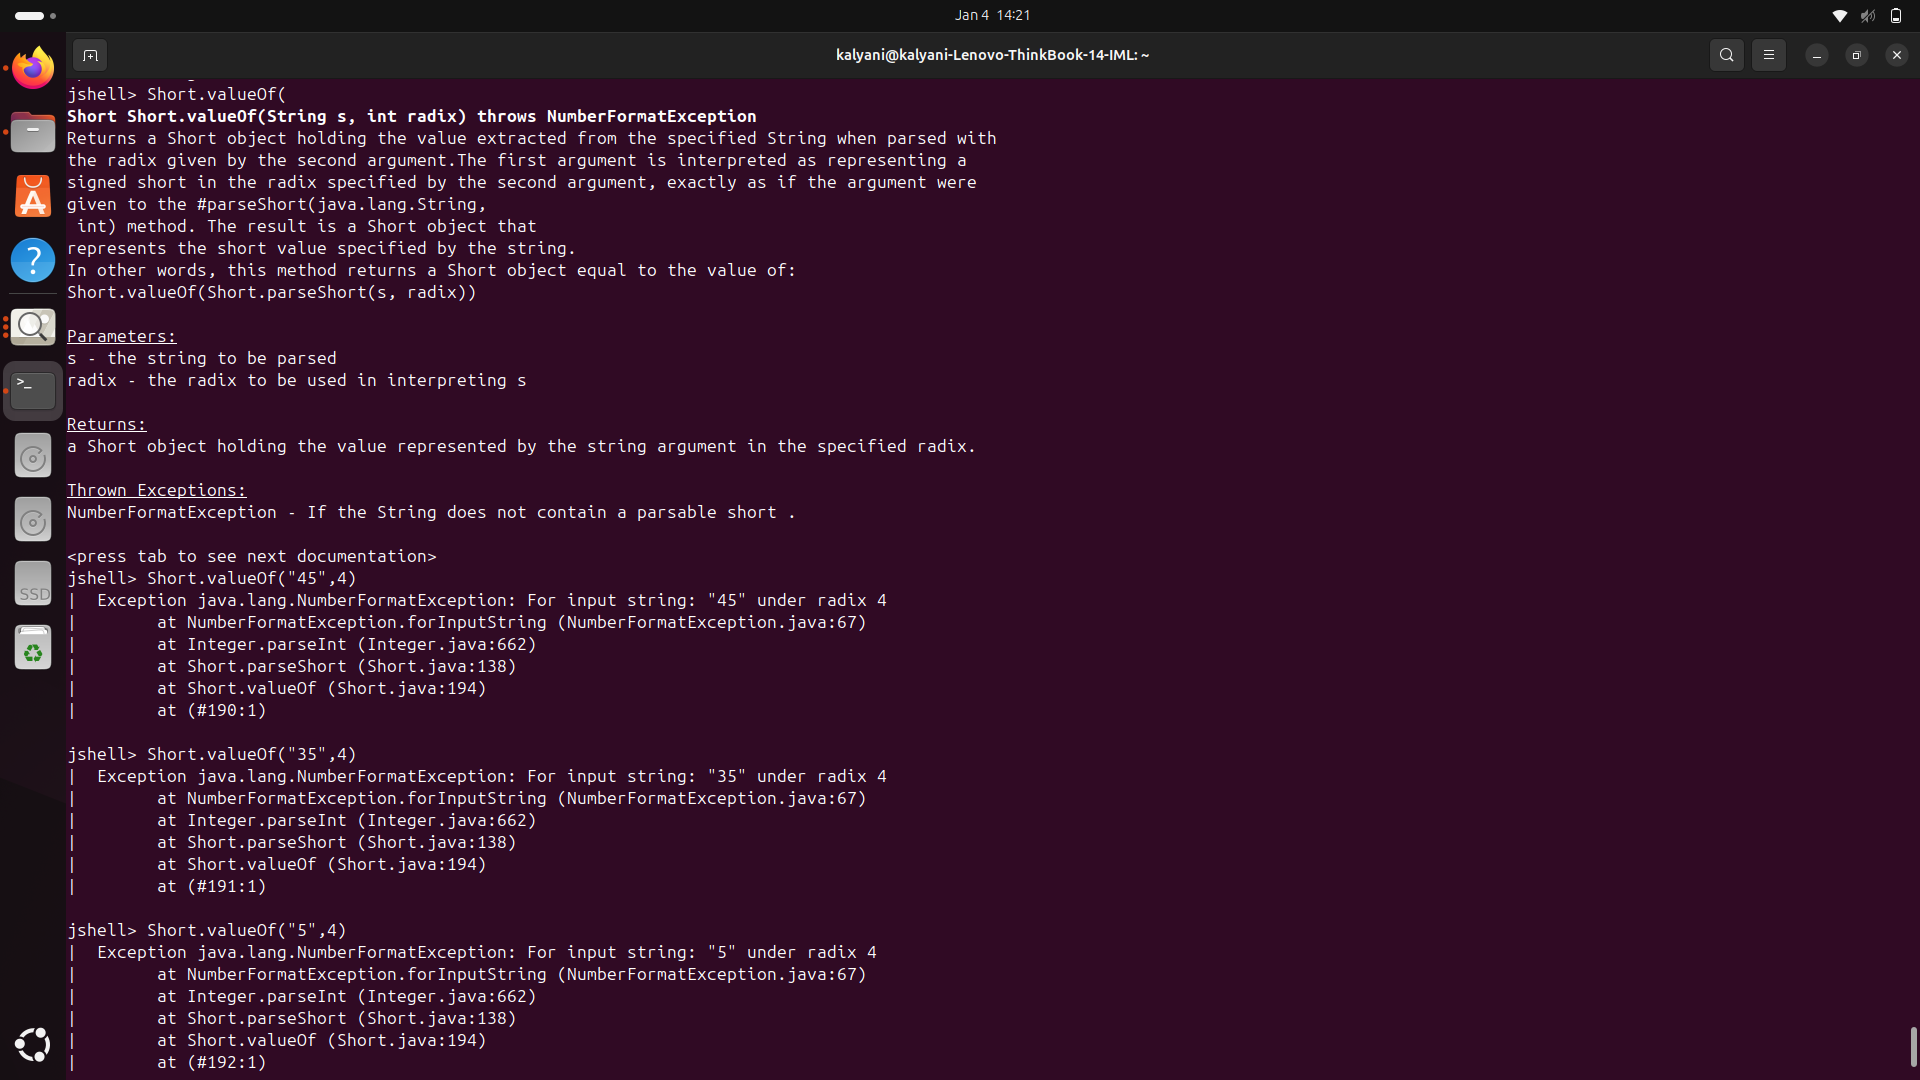 Jan 4 14:21
kalyani@kalyani-Lenovo-ThinkBook-14-IML: ~
jshell> Short.valueOf(
Short Short.valueOf(String s, int radix) throws NumberFormatException
Returns a Short object holding the value extracted from the specified String when parsed with
the radix given by the second argument.The first argument is interpreted as representing a
signed short in the radix specified by the second argument, exactly as if the argument were
given to the #parseShort(java.lang.String,
 int) method. The result is a Short object that
represents the short value specified by the string.
In other words, this method returns a Short object equal to the value of:
Short.valueOf(Short.parseShort(s, radix))

Parameters:
s - the string to be parsed
radix - the radix to be used in interpreting s

Returns:
a Short object holding the value represented by the string argument in the specified radix.

Thrown Exceptions:
NumberFormatException - If the String does not contain a parsable short .

<press tab to see next documentation>
jshell> Short.valueOf("45",4)
|  Exception java.lang.NumberFormatException: For input string: "45" under radix 4
|        at NumberFormatException.forInputString (NumberFormatException.java:67)
|        at Integer.parseInt (Integer.java:662)
|        at Short.parseShort (Short.java:138)
|        at Short.valueOf (Short.java:194)
|        at (#190:1)

jshell> Short.valueOf("35",4)
|  Exception java.lang.NumberFormatException: For input string: "35" under radix 4
|        at NumberFormatException.forInputString (NumberFormatException.java:67)
|        at Integer.parseInt (Integer.java:662)
|        at Short.parseShort (Short.java:138)
|        at Short.valueOf (Short.java:194)
|        at (#191:1)

jshell> Short.valueOf("5",4)
|  Exception java.lang.NumberFormatException: For input string: "5" under radix 4
|        at NumberFormatException.forInputString (NumberFormatException.java:67)
|        at Integer.parseInt (Integer.java:662)
|        at Short.parseShort (Short.java:138)
|        at Short.valueOf (Short.java:194)
|        at (#192:1)
SSD